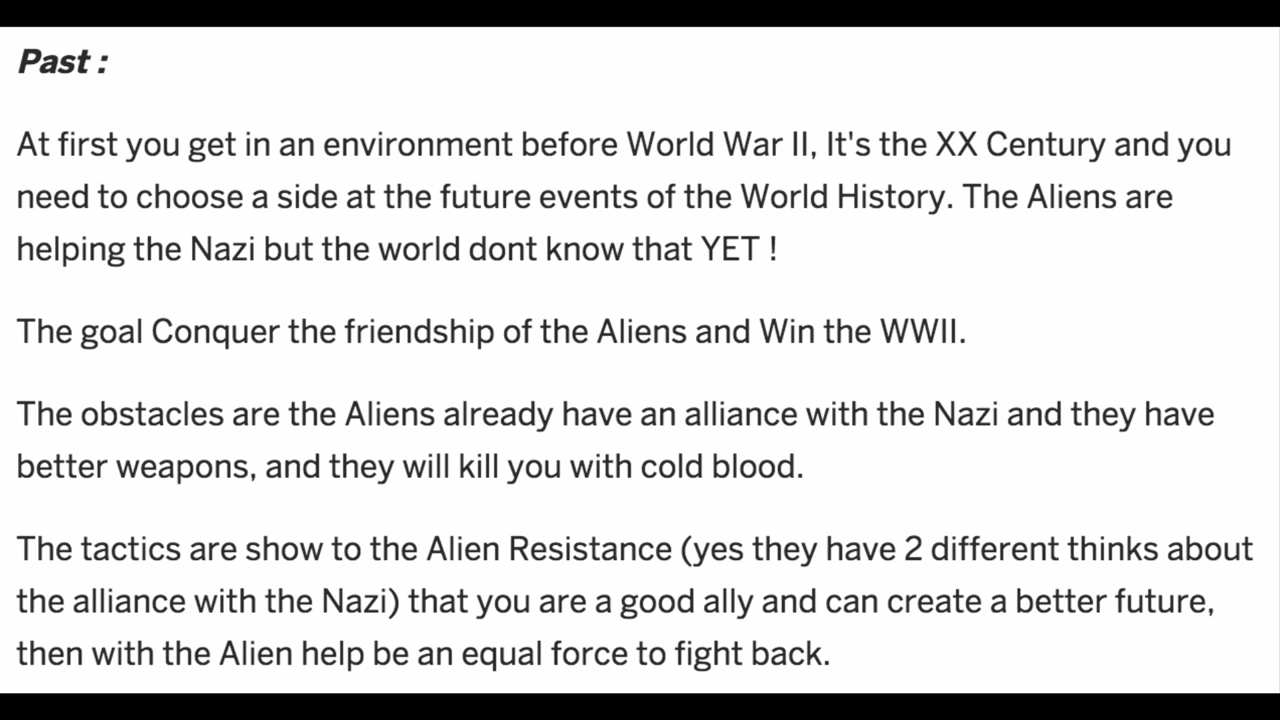 Past :
At first you get in an environment before World War II, It's the XX Century and you
need to choose a side at the future events of the World History. The Aliens are
helping the Nazi but the world dont know that YET !
The goal Conquer the friendship of the Aliens and Win the WWII.
The obstacles are the Aliens already have an alliance with the Nazi and they have
better weapons, and they will kill you with cold blood.
The tactics are show to the Alien Resistance (yes they have 2 different thinks about
the alliance with the Nazi) that you are a good ally and can create a better future,
then with the Alien help be an equal force to fight back.